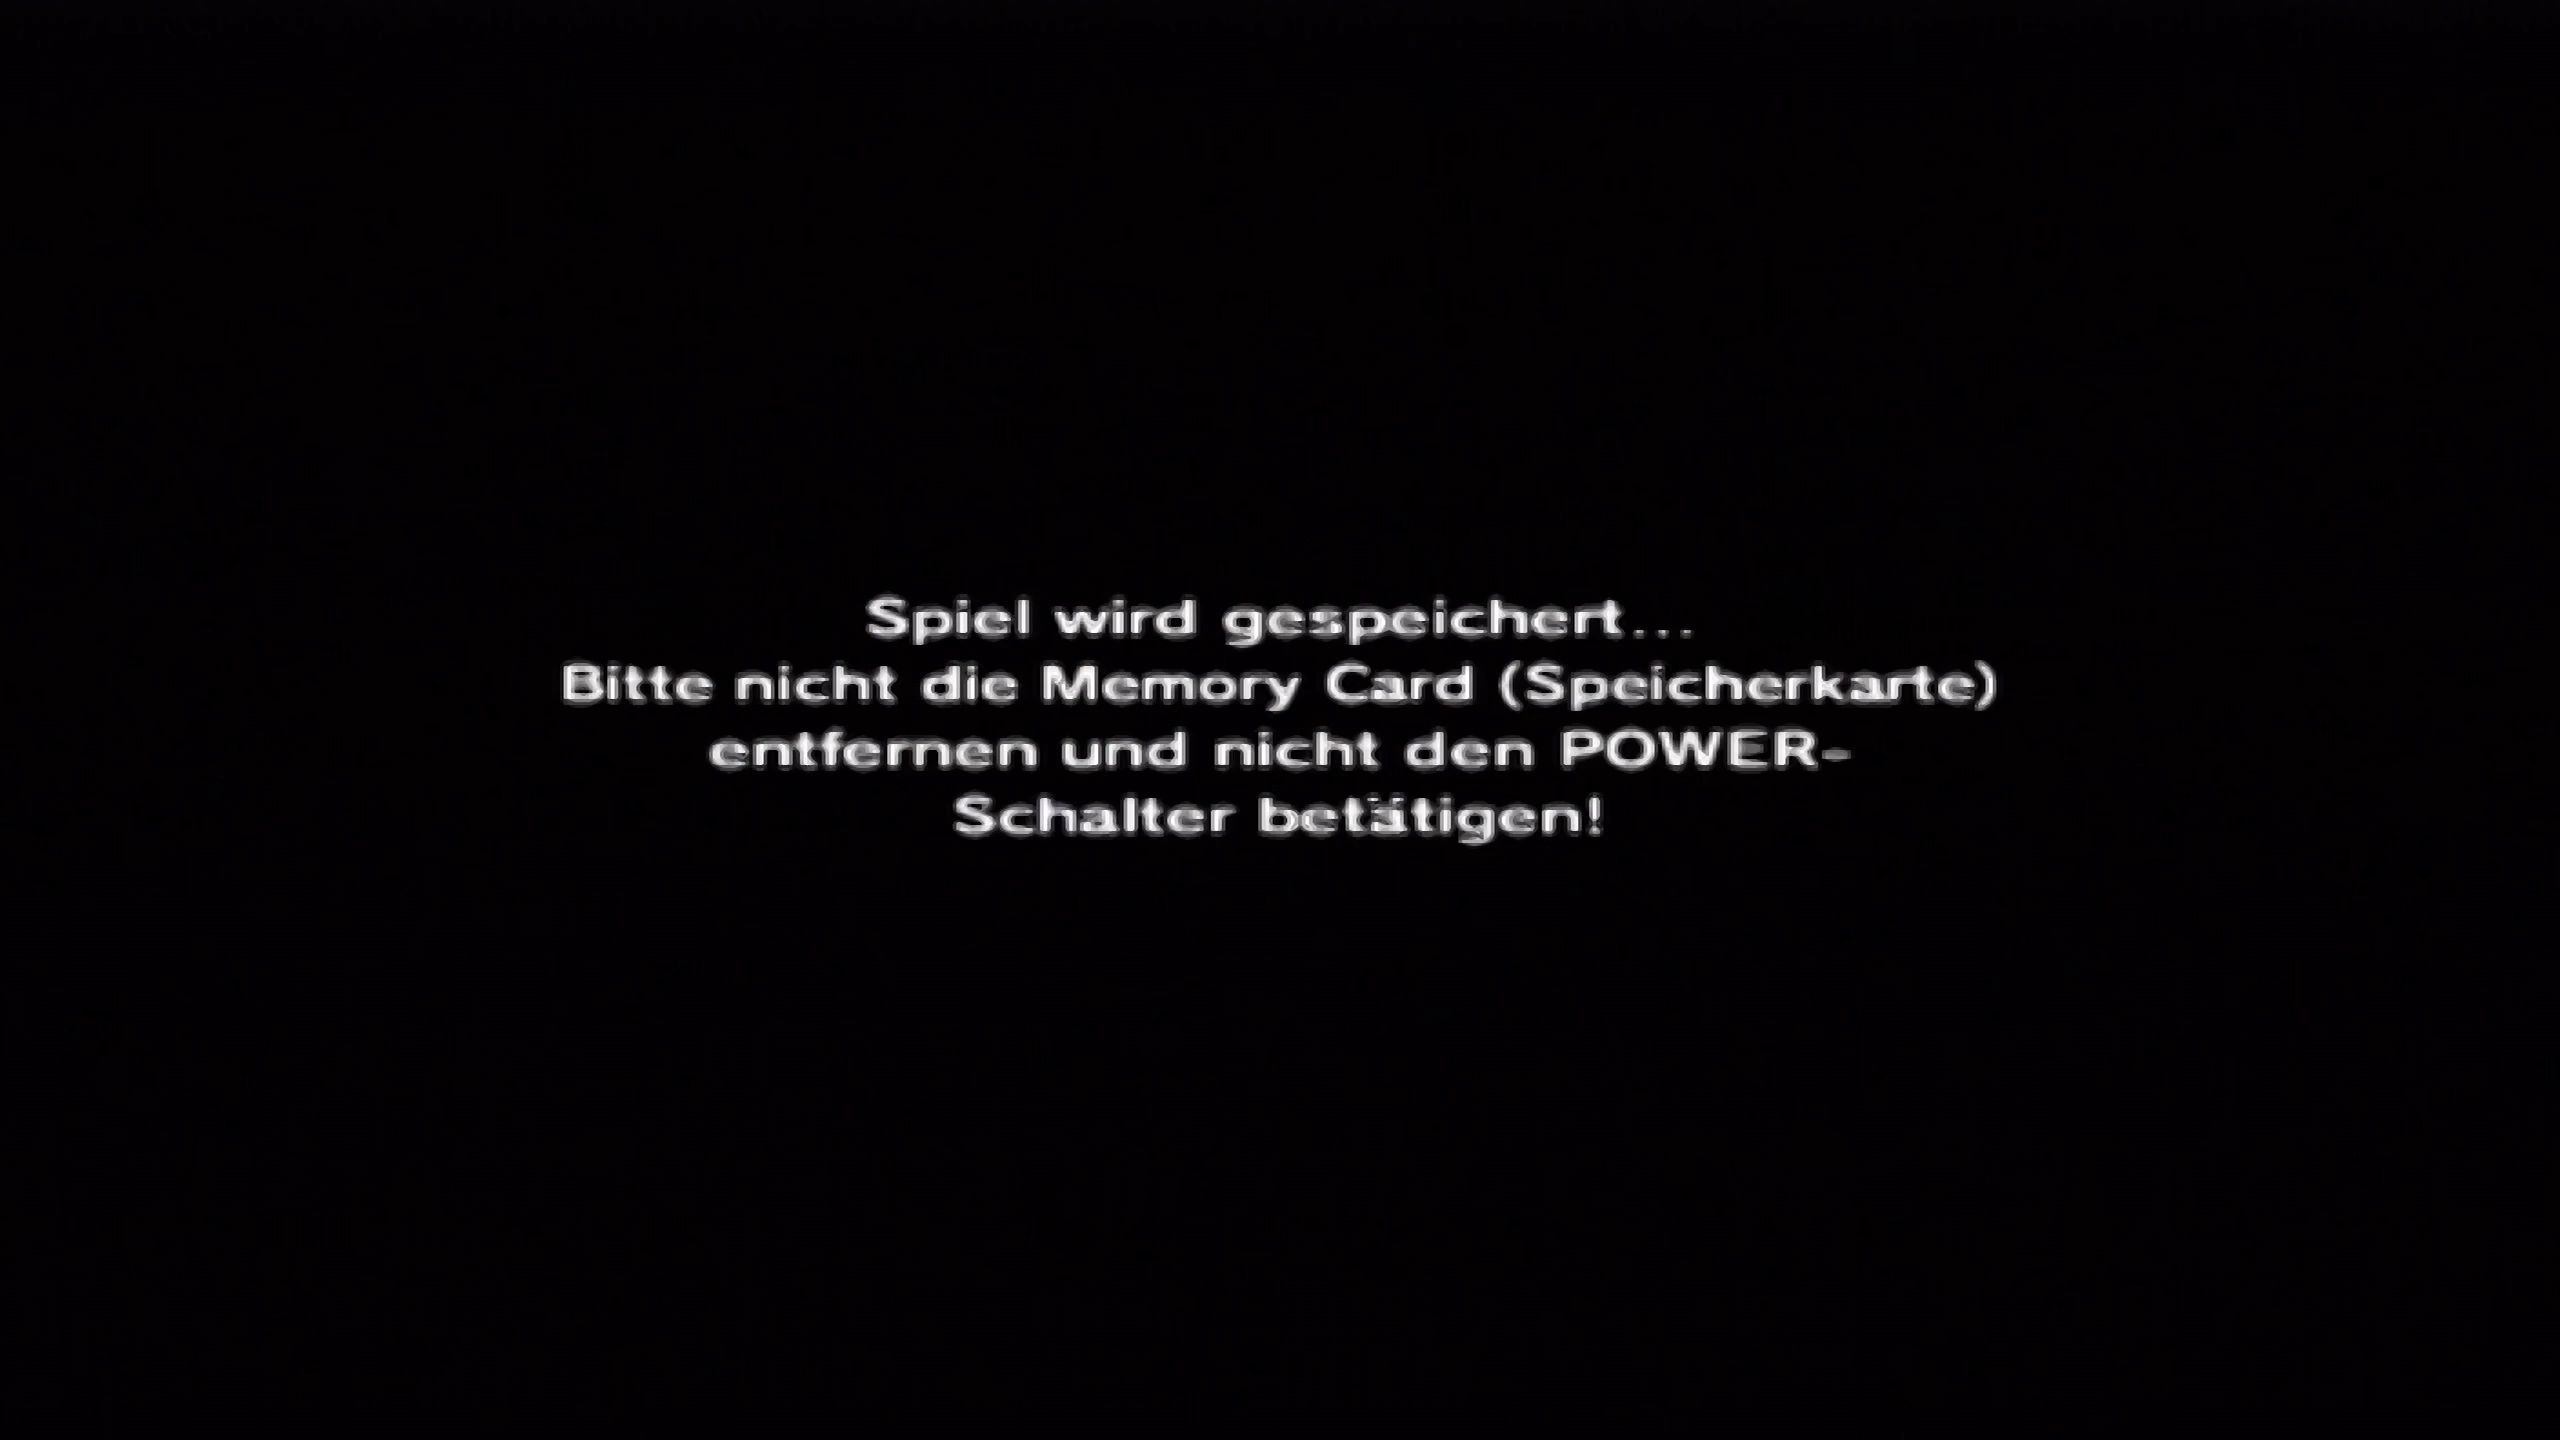 Spiel wird gespeichert...
Bitte nicht die Memory Card (Speicherkarte)
entfernen und nicht den POWER-
Schalter betätigen!